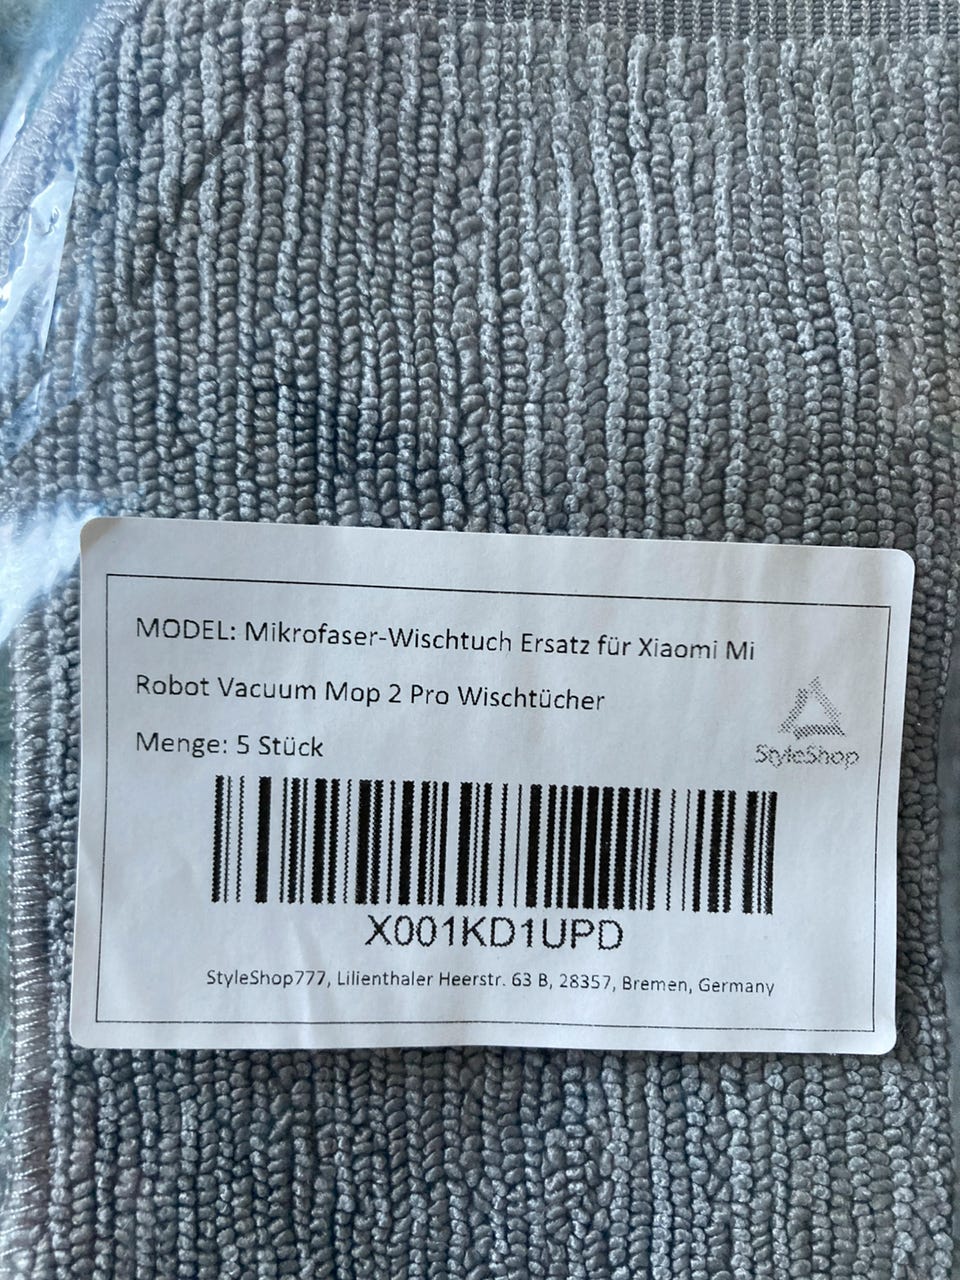 MODEL: Mikrofaser-Wischtuch Ersatz für Xiaomi Mi
Robot Vacuum Mop 2 Pro Wischtücher
Menge: 5 Stück
StyleShop
X001KD1UPD
StyleShop777, Lilienthaler Heerstr. 63 B, 28357, Bremen, Germany